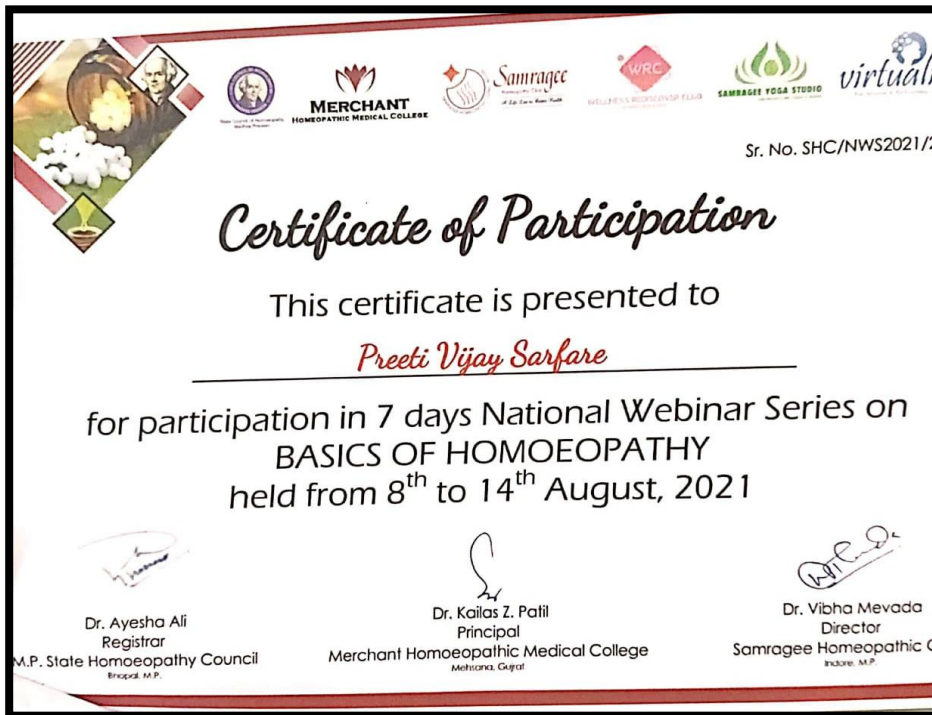 MERCHANT
HOMEOPATHIC MEDICAL COLLEGE
Samragee
WRC
WELLNESS REDISCOVER CLUB
SAMRAGEE YOGA STUDIO
Sr. No. SHC/NWS2021/
Certificate of Participation
This certificate is presented to
Preeti Vijay Sarfare
for participation in 7 days National Webinar Series on
BASICS OF HOMOEOPATHY
held from 8th to 14th August, 2021
Dr. Ayesha Ali
Registrar
M.P. State Homoeopathy Council
Bhopal, M.P.
Dr. Kailas Z. Patil
Principal
Merchant Homoeopathic Medical College
Mehsana, Gujrat
Dr. Vibha Mevada
Director
Samragee Homoeopathic
Indore, M.P.